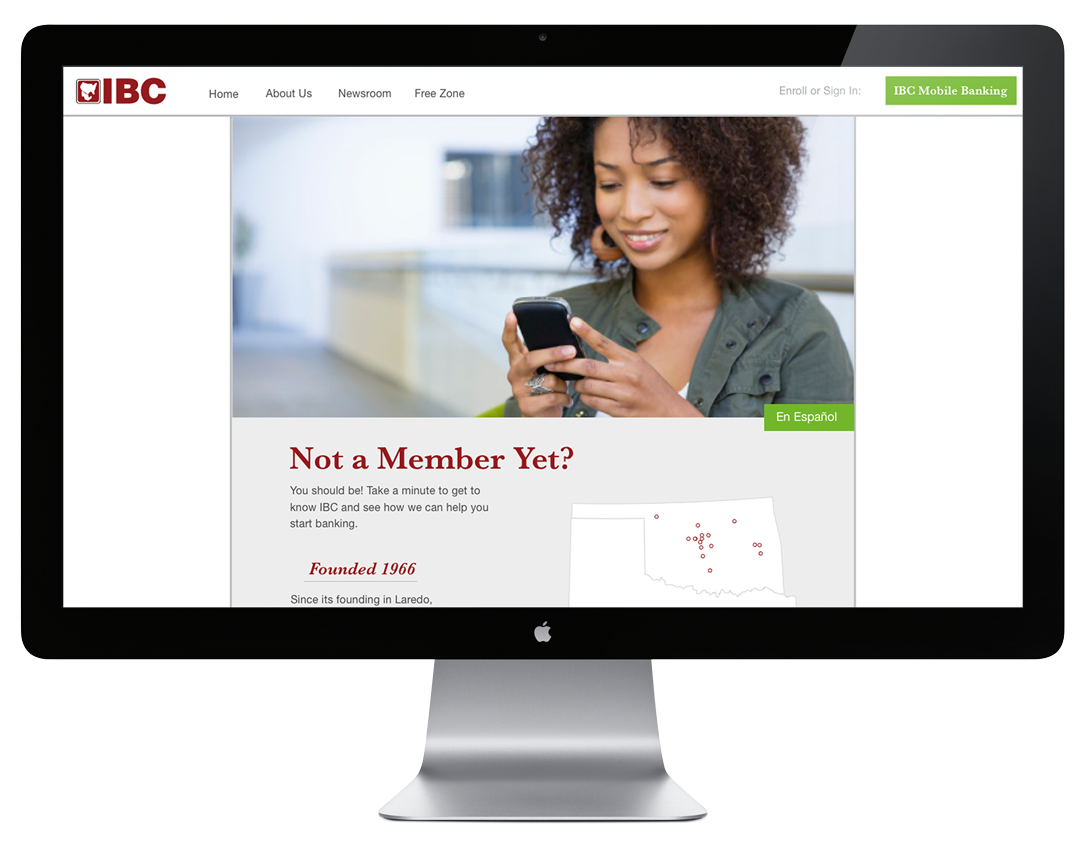 IBC
Home About Us Newsroom Free Zone
Enroll or Sign In:
IBC Mobile Banking
En Español
Not a Member Yet?
You should be! Take a minute to get to
know IBC and see how we can help you
start banking.
Founded 1966
Since its founding in Laredo,